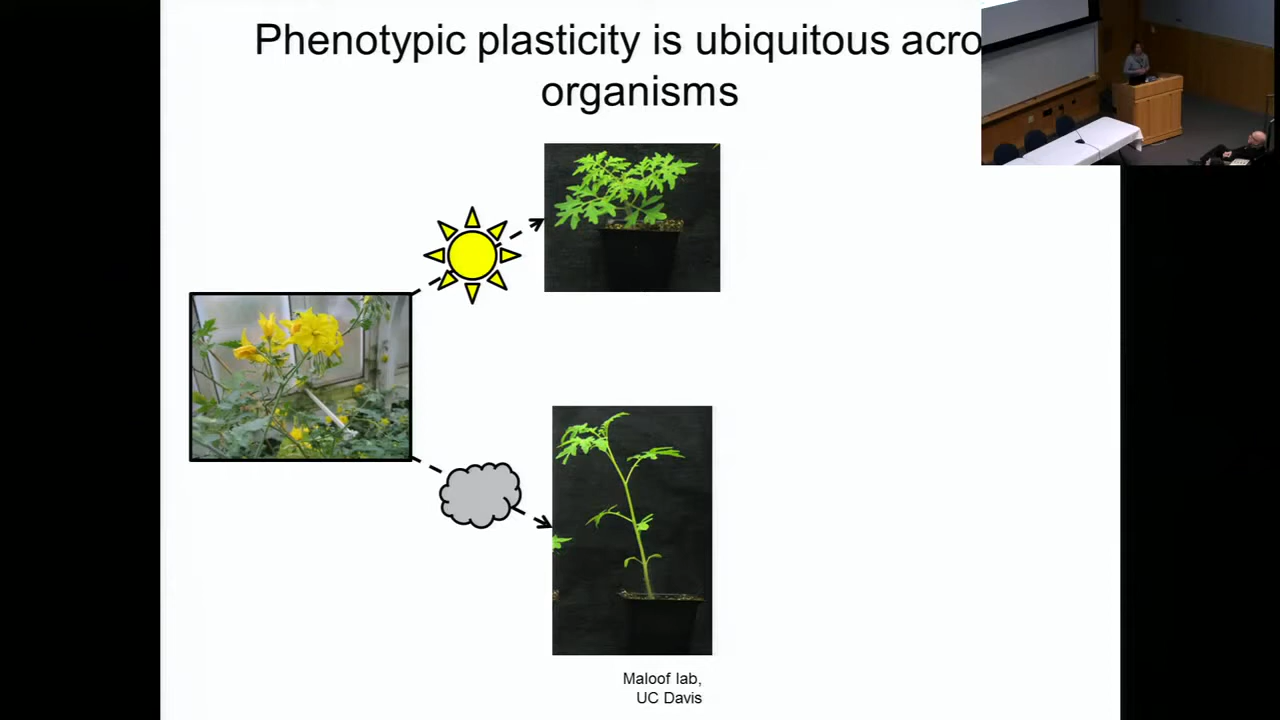 Phenotypic plasticity is ubiquitous acro
organisms
Maloof lab,
UC Davis